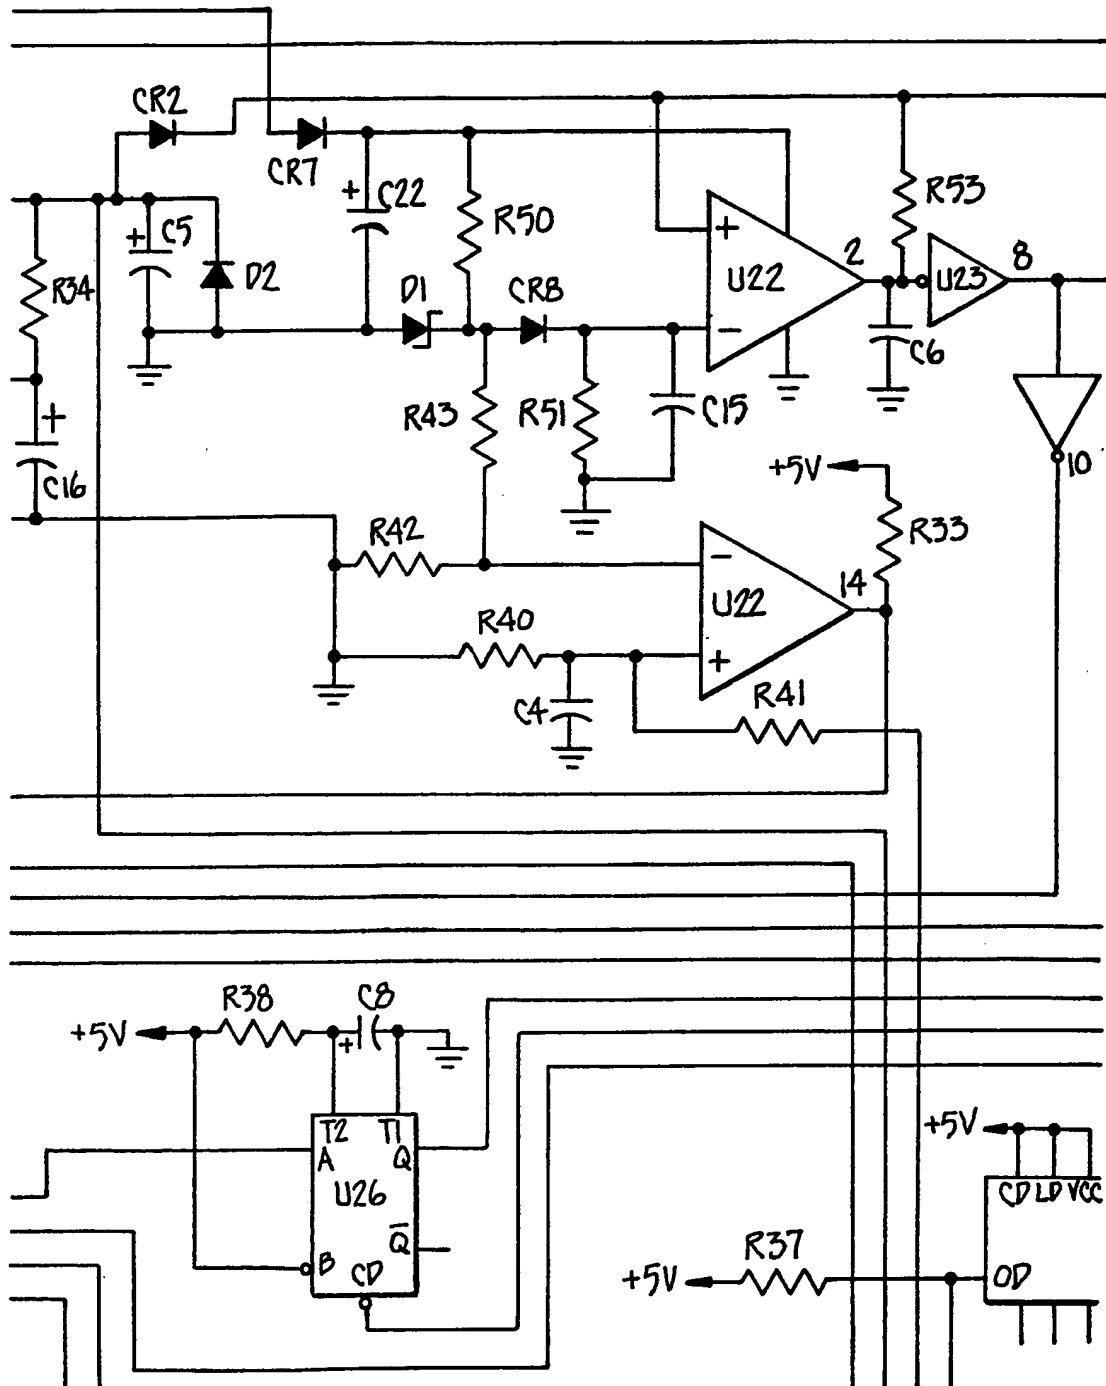 CR2
CR7
+
C22
R50
R53
+
C5
R34
D2
D1
CR8
+
U22
2
−
U23
8
C6
R43
R51
C15
+
C16
+5V
10
R42
R33
−
U22
14
R40
+
C4
R41
R38
C8
+5V
+
T2
T1
A
Q
U26
Q̅
B
CD
+5V
CD LD VCC
R37
+5V
OD